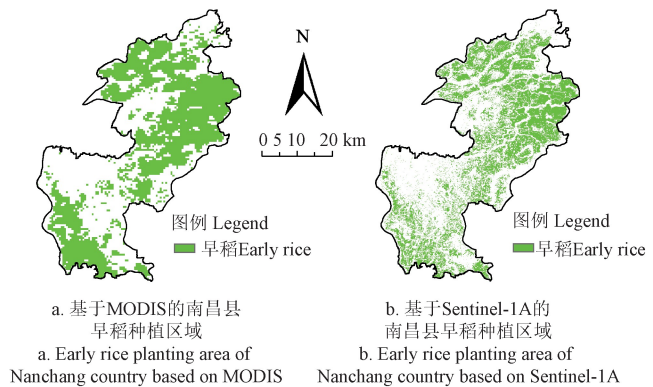 N
0 5 10 20 km
图例 Legend
早稻Early rice
图例 Legend
早稻Early rice
a. 基于MODIS的南昌县
早稻种植区域
a. Early rice planting area of
Nanchang country based on MODIS
b. 基于Sentinel-1A的
南昌县早稻种植区域
b. Early rice planting area of
Nanchang country based on Sentinel-1A